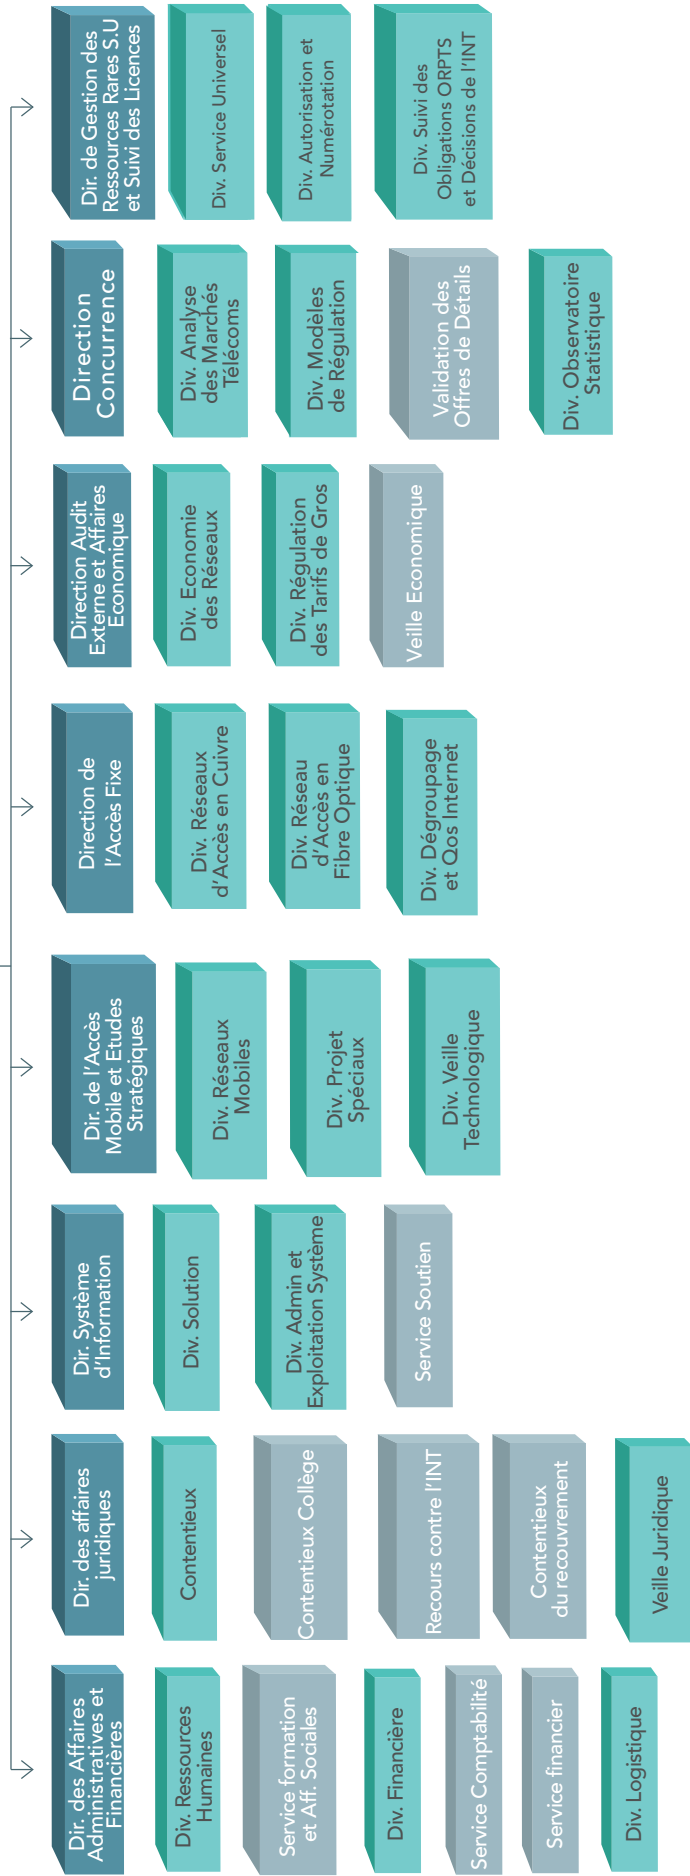 Dir. des Affaires
Administratives et
Financières
Div. Ressources
Humaines
Service formation
et Aff. Sociales
Div. Financière
Service Comptabilité
Service financier
Div. Logistique
Dir. des affaires
juridiques
Contentieux
Contentieux Collège
Recours contre l'INT
Contentieux
du recouvrement
Veille Juridique
Dir. Système
d'Information
Div. Solution
Div. Admin et
Exploitation Système
Service Soutien
Dir. de l'Accès
Mobile et Etudes
Stratégiques
Div. Réseaux
Mobiles
Div. Projet
Spéciaux
Div. Veille
Technologique
Direction de
l'Accès Fixe
Div. Réseaux
d'Accès en Cuivre
Div. Réseau
d'Accès en
Fibre Optique
Div. Dégroupage
et Qos Internet
Direction Audit
Externe et Affaires
Economique
Div. Economie
des Réseaux
Div. Régulation
des Tarifs de Gros
Veille Economique
Direction
Concurrence
Div. Analyse
des Marchés
Télécoms
Div. Modèles
de Régulation
Validation des
Offres de Détails
Div. Observatoire
Statistique
Dir. de Gestion des
Ressources Rares S.U
et Suivi des Licences
Div. Service Universel
Div. Autorisation et
Numérotation
Div. Suivi des
Obligations ORPTS
et Décisions de l'INT